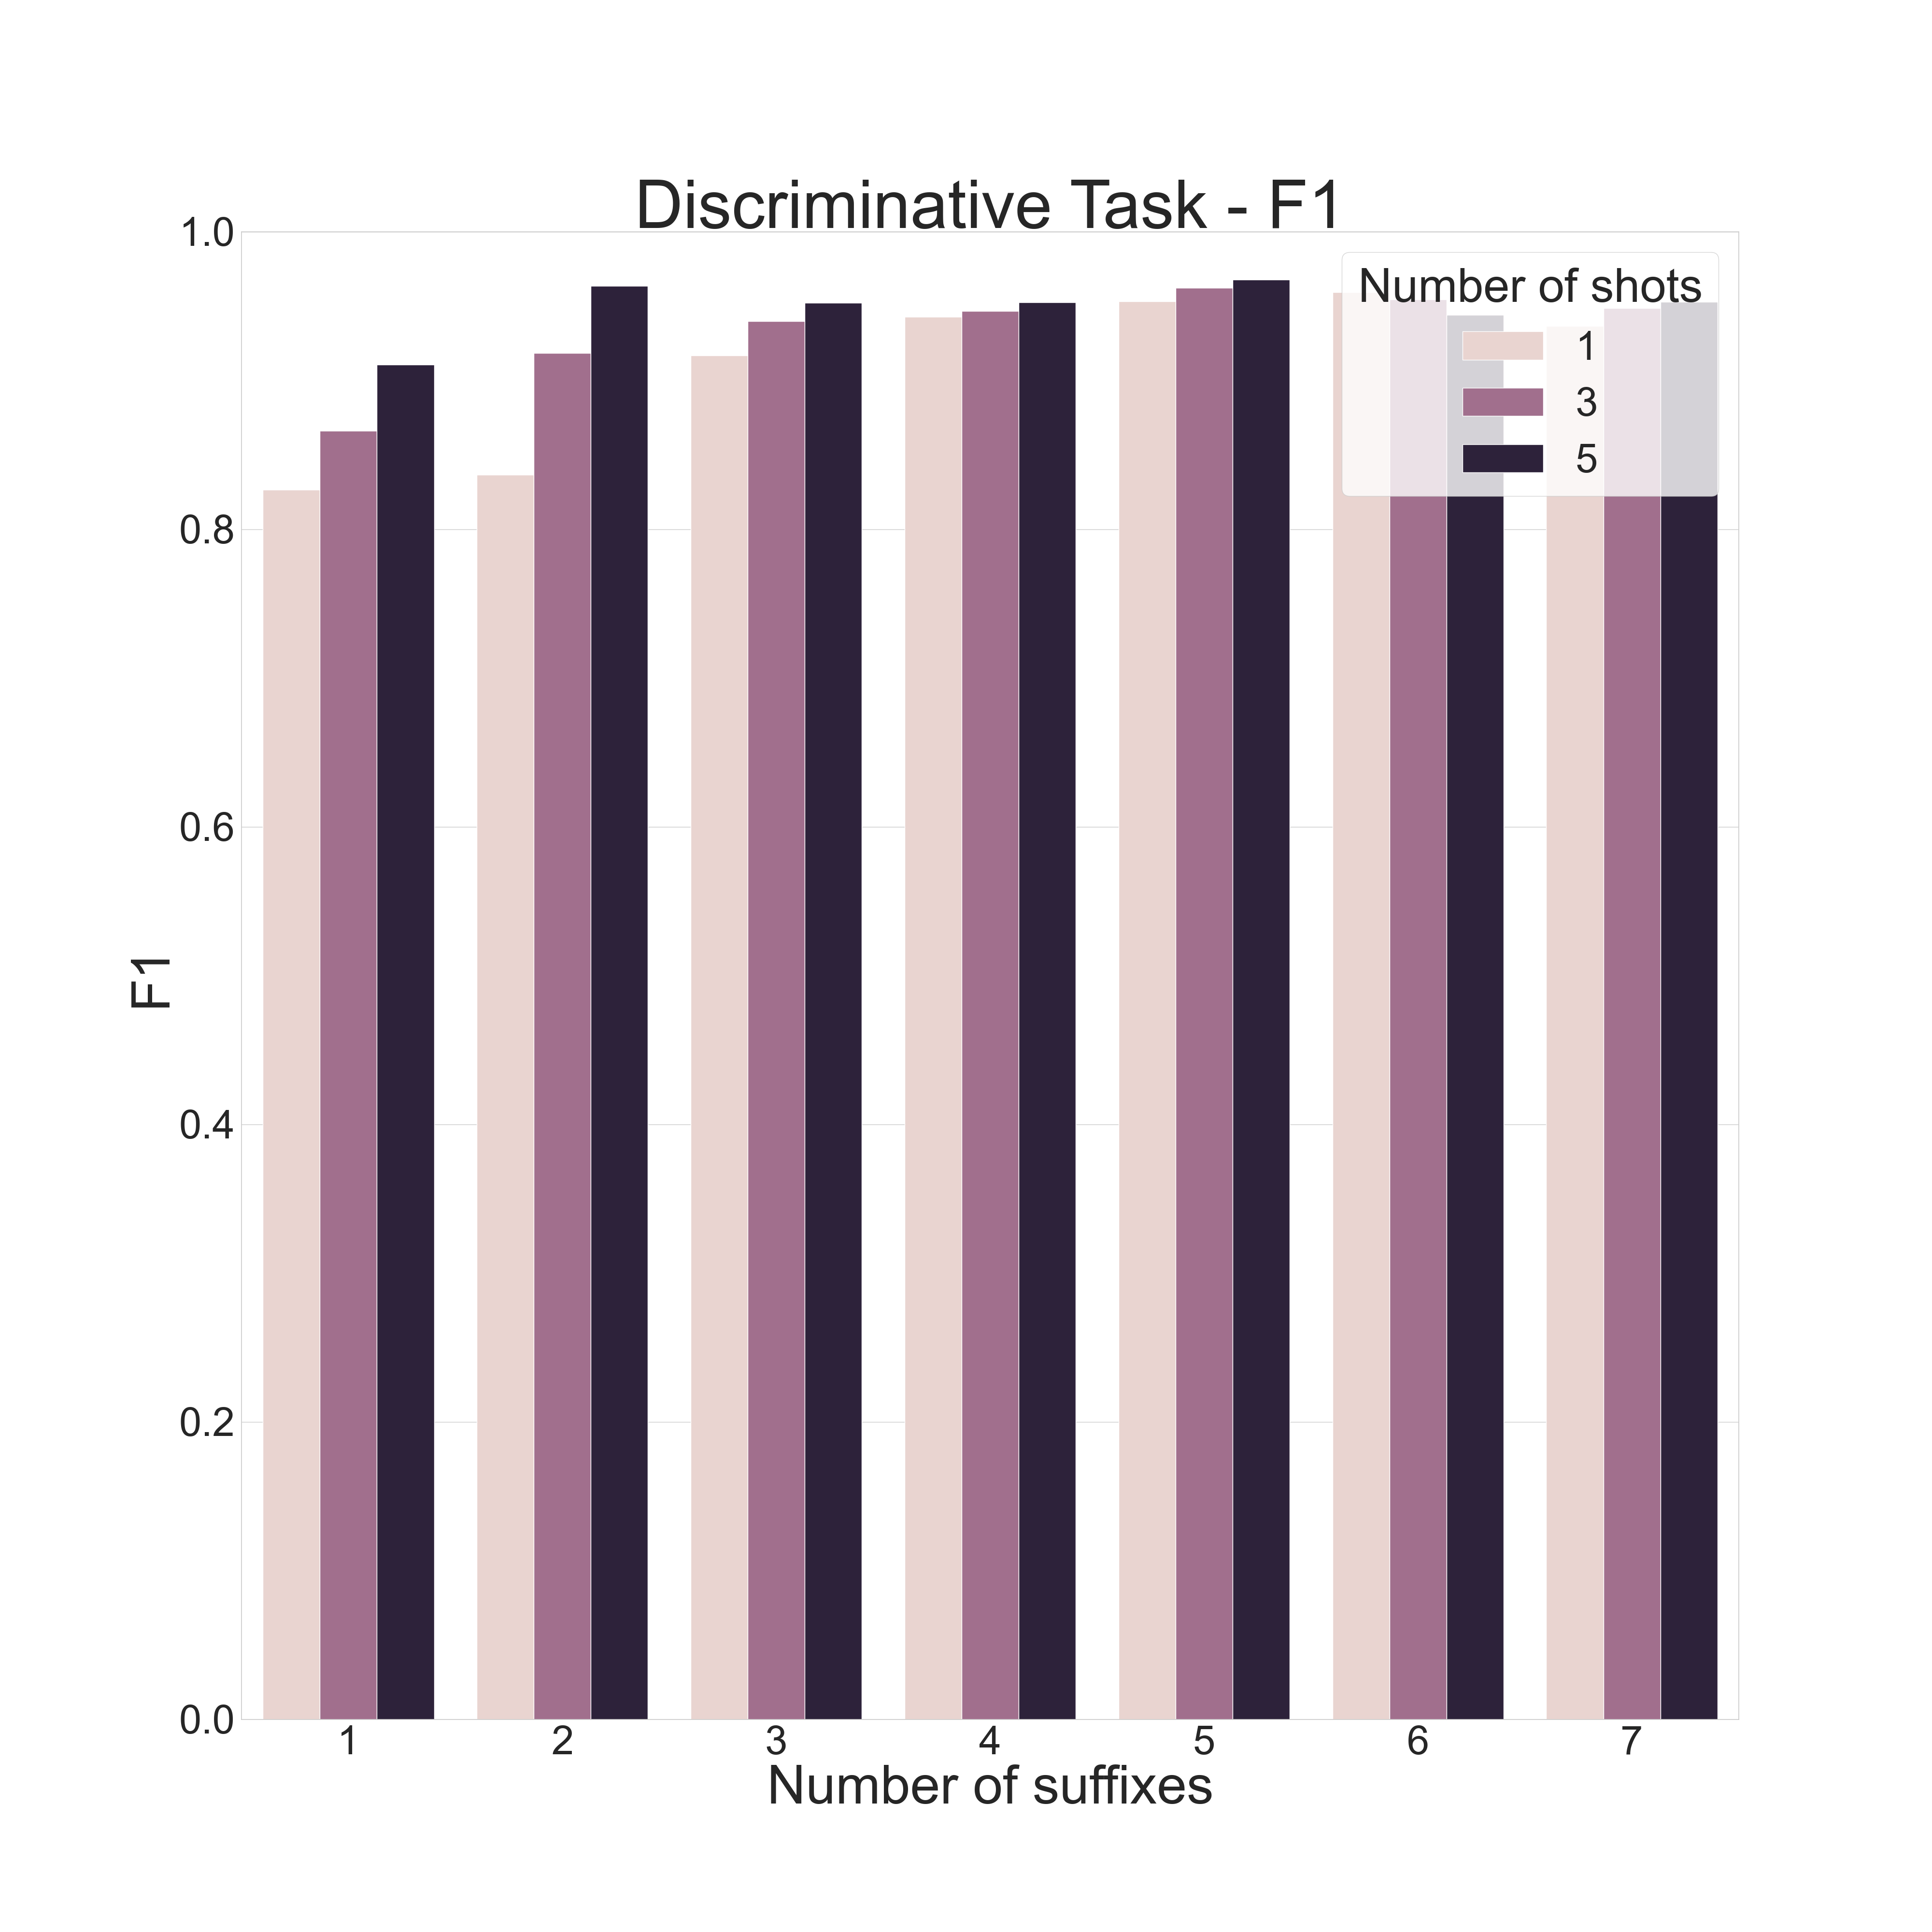 Discriminative Task - F1
1.0
0.8
0.6
0.4
0.2
0.0
F1
Number of shots
1
3
5
1 2 3 4 5 6 7
Number of suffixes